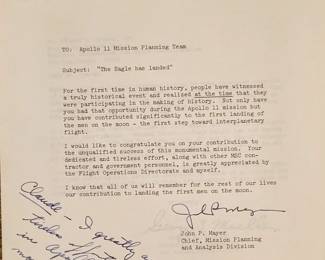 TO: Apollo 11 Mission Planning Team
Subject: "The Eagle has landed"
For the first time in human history, people have witnessed
a truly historical event and realized at the time that they
were participating in the making of history. Not only have
you had that opportunity during the Apollo 11 mission but
you have contributed significantly to the first landing of
the men on the moon - the first step toward interplanetary
flight.
I would like to congratulate you on your contribution to
the unqualified success of this monumental mission. Your
dedicated and tireless effort, along with other MSC con-
tractor and government personnel, is greatly appreciated
by the Flight Operations Directorate and myself.
I know that all of us will remember for the rest of our lives
our contribution to landing the first men on the moon.
John P. Mayer
Chief, Mission Planning
and Analysis Division
Claude - I greatly a
in